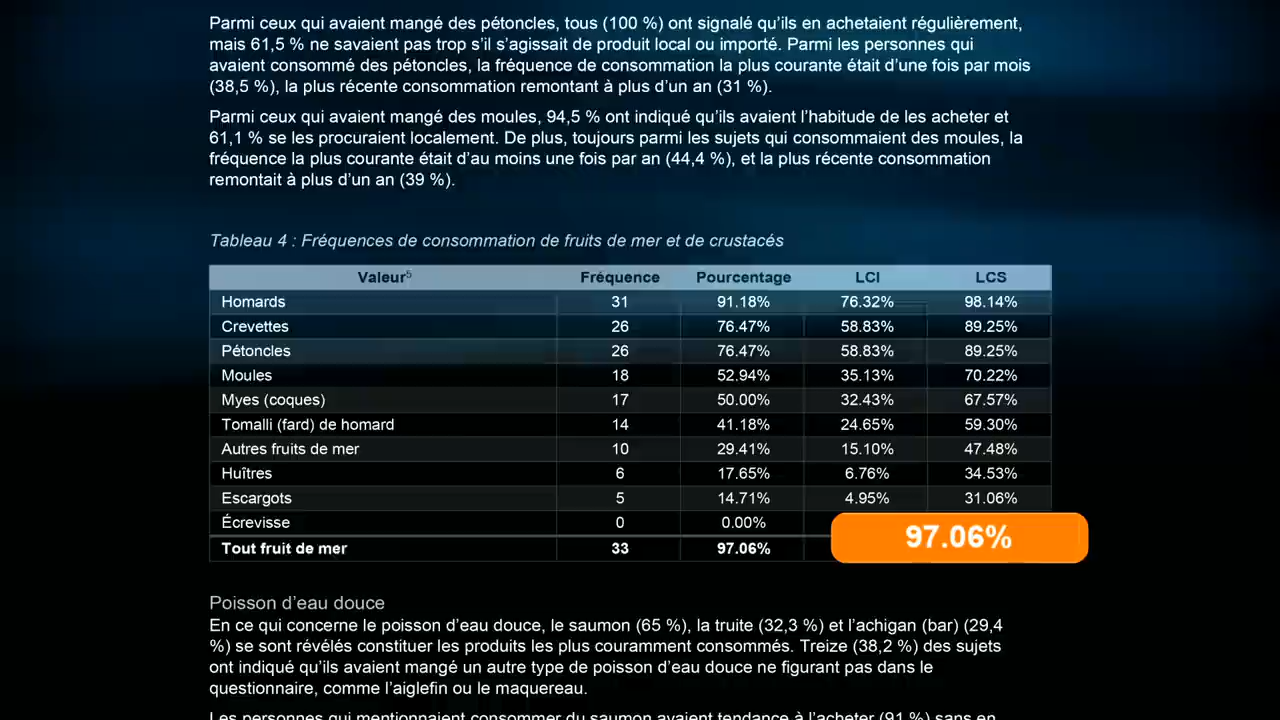 Parmi ceux qui avaient mangé des pétoncles, tous (100 %) ont signalé qu’ils en achetaient régulièrement,
mais 61,5 % ne savaient pas trop s’il s’agissait de produit local ou importé. Parmi les personnes qui
avaient consommé des pétoncles, la fréquence de consommation la plus courante était d’une fois par mois
(38,5 %), la plus récente consommation remontant à plus d’un an (31 %).
Parmi ceux qui avaient mangé des moules, 94,5 % ont indiqué qu’ils avaient l’habitude de les acheter et
61,1 % se les procuraient localement. De plus, toujours parmi les sujets qui consommaient des moules, la
fréquence la plus courante était d’au moins une fois par an (44,4 %), et la plus récente consommation
remontait à plus d’un an (39 %).
Tableau 4 : Fréquences de consommation de fruits de mer et de crustacés
Valeur⁵ Fréquence Pourcentage LCI LCS
Homards 31 91.18% 76.32% 98.14%
Crevettes 26 76.47% 58.83% 89.25%
Pétoncles 26 76.47% 58.83% 89.25%
Moules 18 52.94% 35.13% 70.22%
Myes (coques) 17 50.00% 32.43% 67.57%
Tomalli (fard) de homard 14 41.18% 24.65% 59.30%
Autres fruits de mer 10 29.41% 15.10% 47.48%
Huîtres 6 17.65% 6.76% 34.53%
Escargots 5 14.71% 4.95% 31.06%
Écrevisse 0 0.00%
Tout fruit de mer 33 97.06%
97.06%
Poisson d’eau douce
En ce qui concerne le poisson d’eau douce, le saumon (65 %), la truite (32,3 %) et l’achigan (bar) (29,4
%) se sont révélés constituer les produits les plus couramment consommés. Treize (38,2 %) des sujets
ont indiqué qu’ils avaient mangé un autre type de poisson d’eau douce ne figurant pas dans le
questionnaire, comme l’aiglefin ou le maquereau.
Les personnes qui mentionnaient consommer du saumon avaient tendance à l’acheter (91 %) sans en